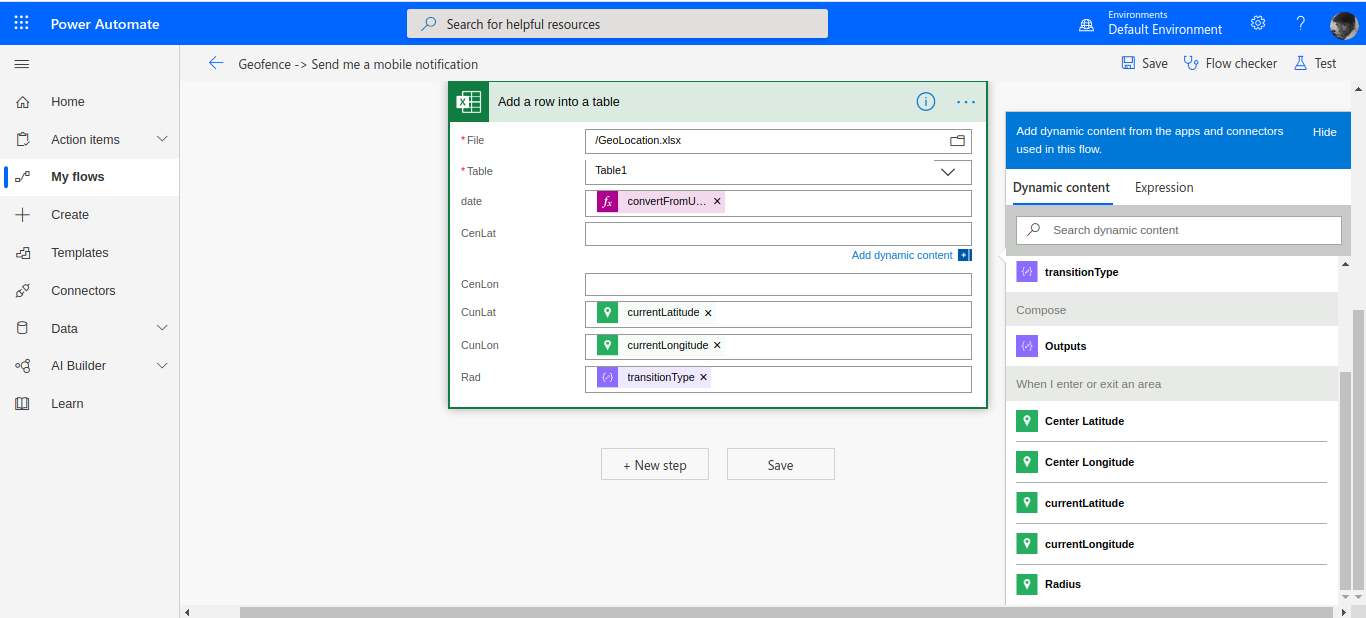 Power Automate
Search for helpful resources
Environments
Default Environment
?
Geofence -> Send me a mobile notification
Save
Flow checker
Test
Home
Action items
My flows
Create
Templates
Connectors
Data
AI Builder
Learn
Add a row into a table
* File
/GeoLocation.xlsx
* Table
Table1
date
fx convertFromU... ×
CenLat
Add dynamic content +
CenLon
CunLat
currentLatitude ×
CunLon
currentLongitude ×
Rad
transitionType ×
+ New step
Save
Add dynamic content from the apps and connectors
used in this flow.
Hide
Dynamic content
Expression
Search dynamic content
transitionType
Compose
Outputs
When I enter or exit an area
Center Latitude
Center Longitude
currentLatitude
currentLongitude
Radius